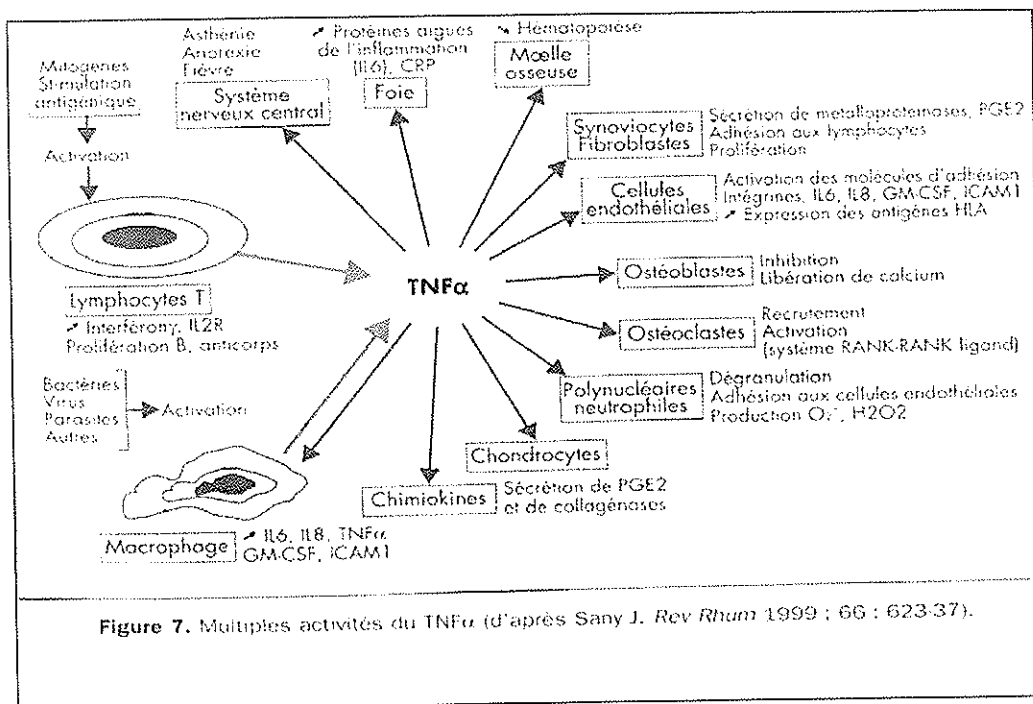 Mitogènes
Stimulation
antigénique
Activation
Asthénie
Anorexie
Fièvre
Système
nerveux central
↗ Protéines aigues
de l'inflammation
(IL6), CRP
Foie
↘ Hématopoïèse
Mœlle
osseuse
Synoviocytes
Fibroblastes
Sécrétion de metalloproteinases, PGE2
Adhésion aux lymphocytes
Prolifération
Cellules
endothéliales
Activation des molécules d'adhésion
Intégrines, IL6, IL8, GM-CSF, ICAM1
↗ Expression des antigènes HLA
TNFα
Ostéoblastes
Inhibition
Libération de calcium
Lymphocytes T
↗ Interféronγ, IL2R
Prolifération B, anticorps
Ostéoclastes
Recrutement
Activation
(système RANK-RANK ligand)
Bactéries
Virus
Parasites
Autres
Activation
Polynucléaires
neutrophiles
Dégranulation
Adhésion aux cellules endothéliales
Production O₂⁻, H2O2
Chondrocytes
Chimiokines
Sécrétion de PGE2
et de collagénases
Macrophage
↗ IL6, IL8, TNFα
GM-CSF, ICAM1
Figure 7. Multiples activités du TNFα (d'après Sany J. Rev Rhum 1999 ; 66 : 623-37).